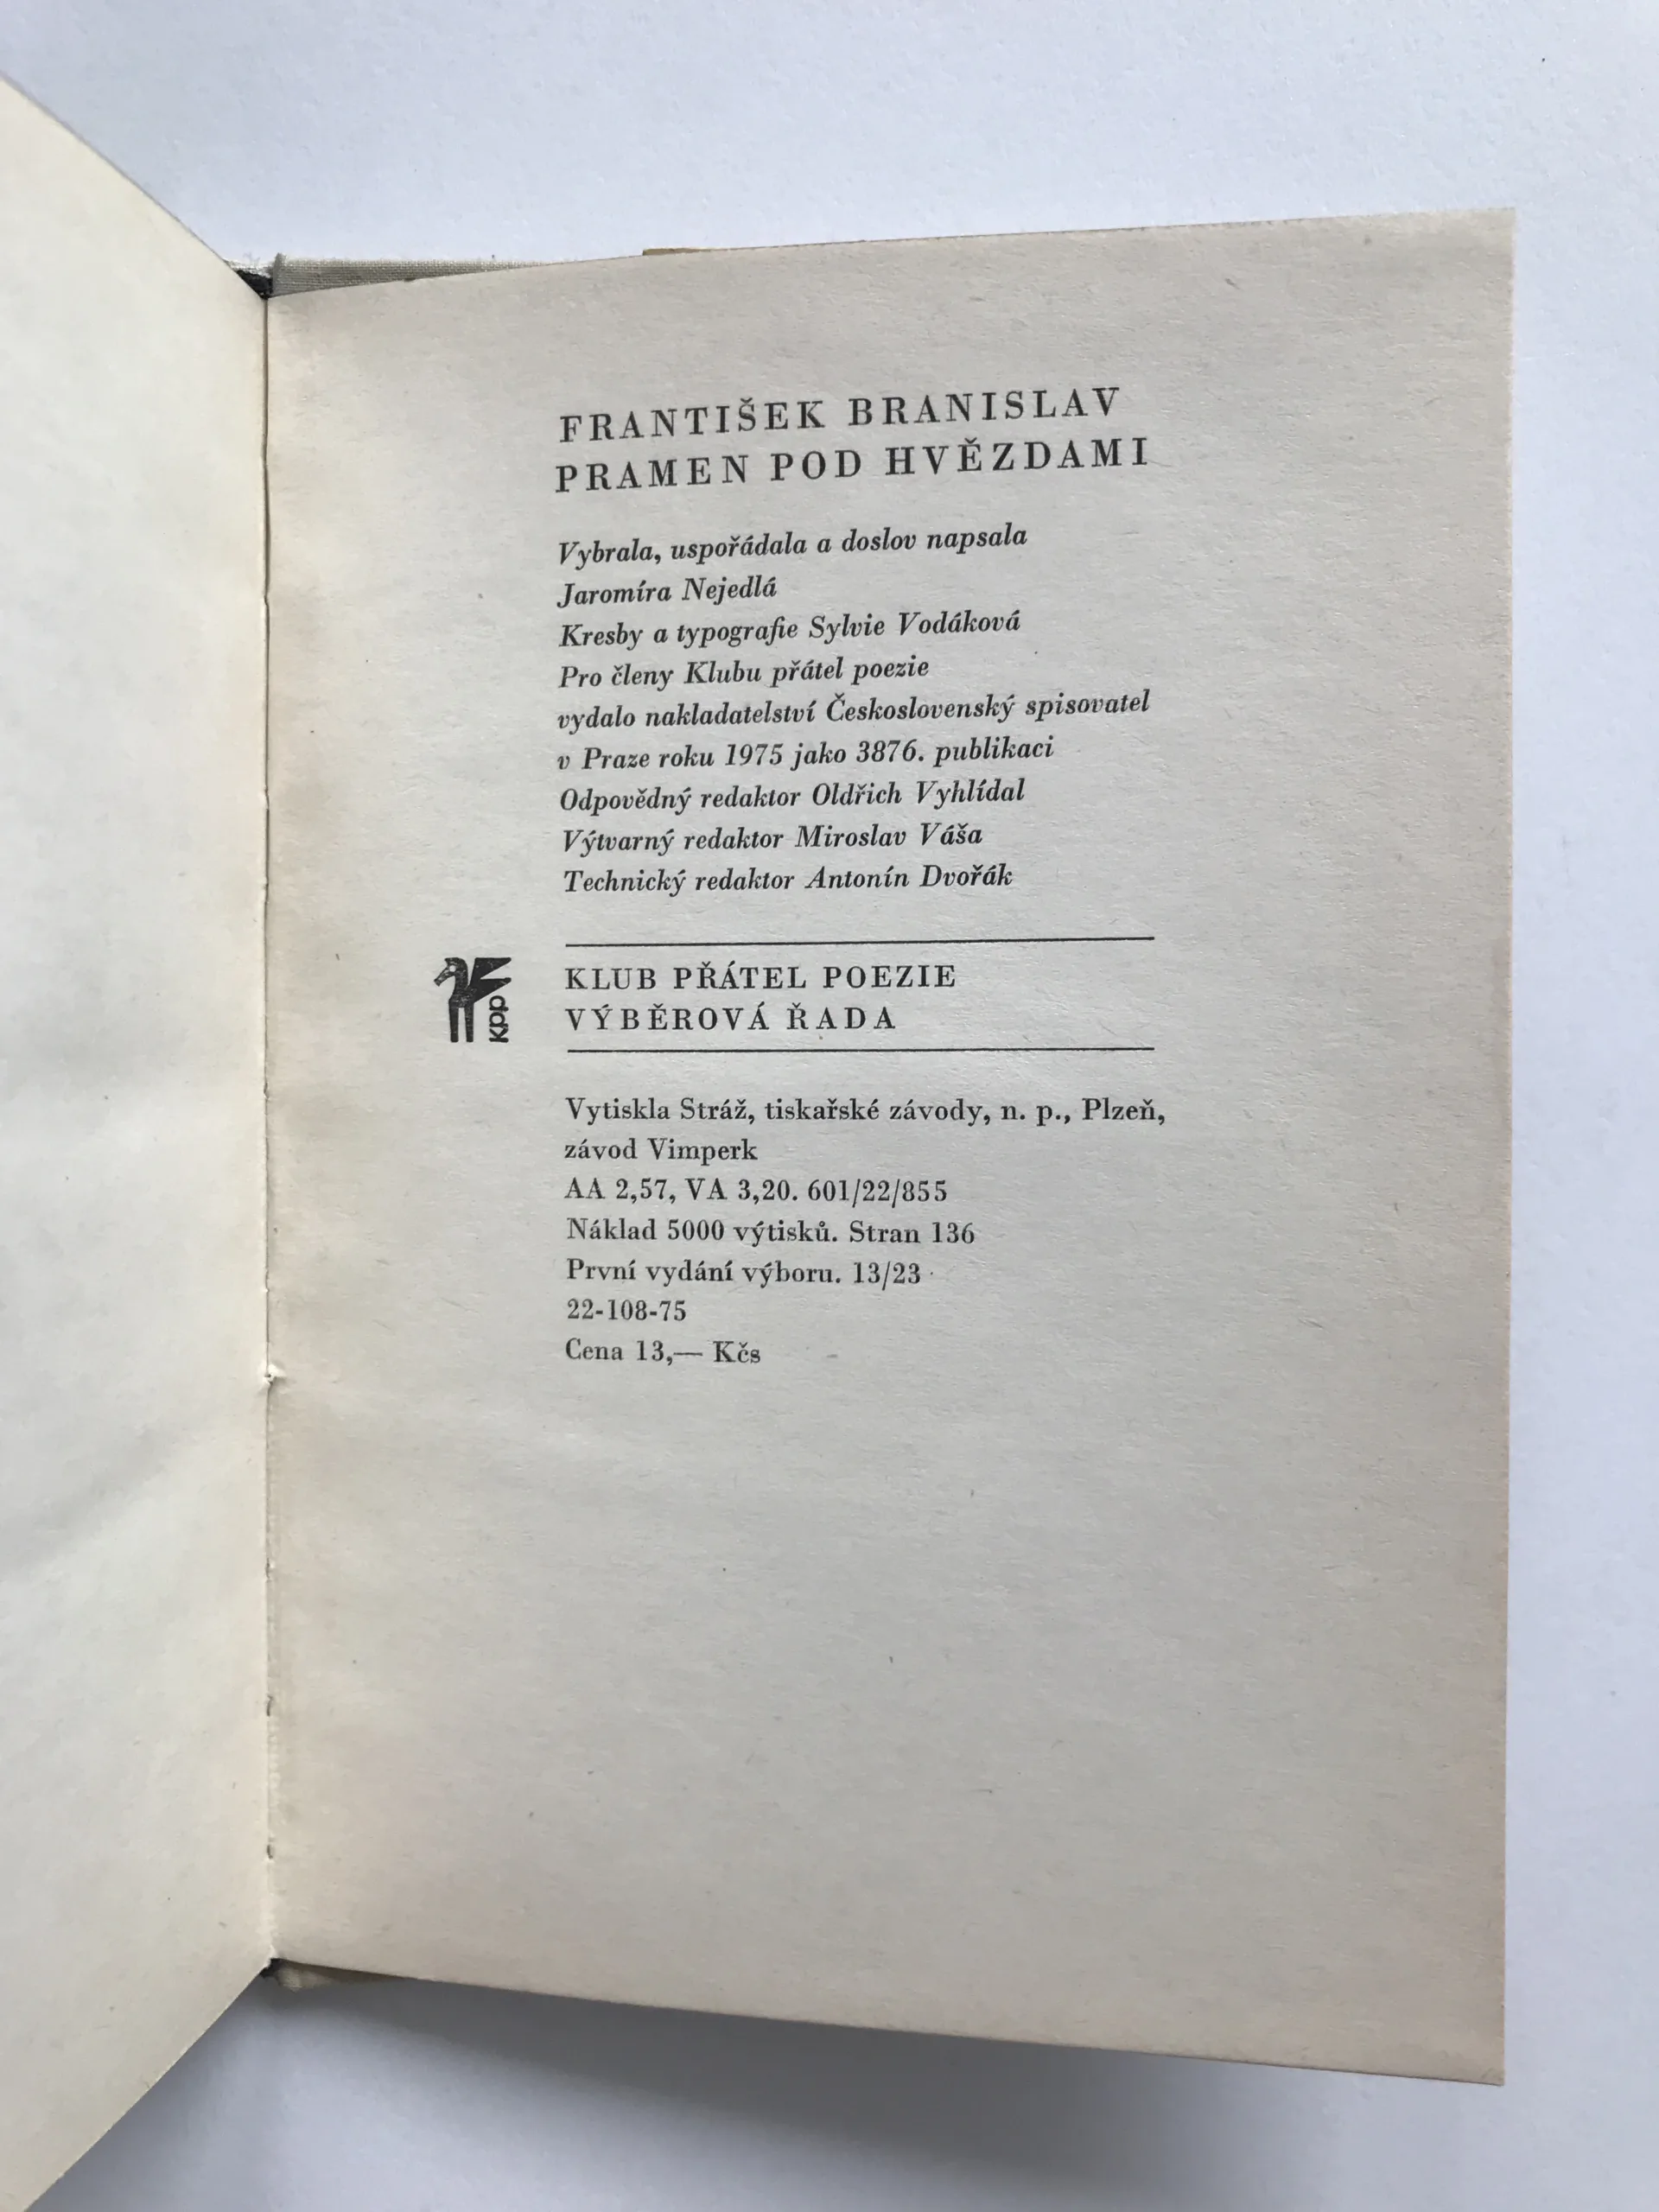 FRANTIŠEK BRANISLAV
PRAMEN POD HVĚZDAMI
Vybrala, uspořádala a doslov napsala
Jaromíra Nejedlá
Kresby a typografie Sylvie Vodáková
Pro členy Klubu přátel poezie
vydalo nakladatelství Československý spisovatel
v Praze roku 1975 jako 3876. publikaci
Odpovědný redaktor Oldřich Vyhlídal
Výtvarný redaktor Miroslav Váša
Technický redaktor Antonín Dvořák
kpp
KLUB PŘÁTEL POEZIE
VÝBĚROVÁ ŘADA
Vytiskla Stráž, tiskařské závody, n. p., Plzeň,
závod Vimperk
AA 2,57, VA 3,20. 601/22/855
Náklad 5000 výtisků. Stran 136
První vydání výboru. 13/23
22-108-75
Cena 13,— Kčs